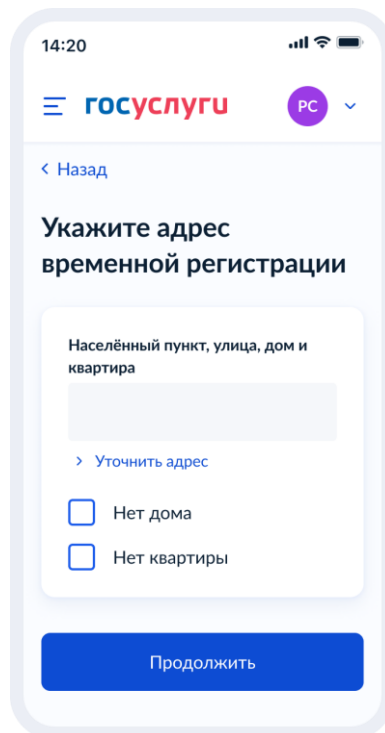 14:20
госуслуги
РС
Назад
Укажите адрес
временной регистрации
Населённый пункт, улица, дом и
квартира
Уточнить адрес
Нет дома
Нет квартиры
Продолжить